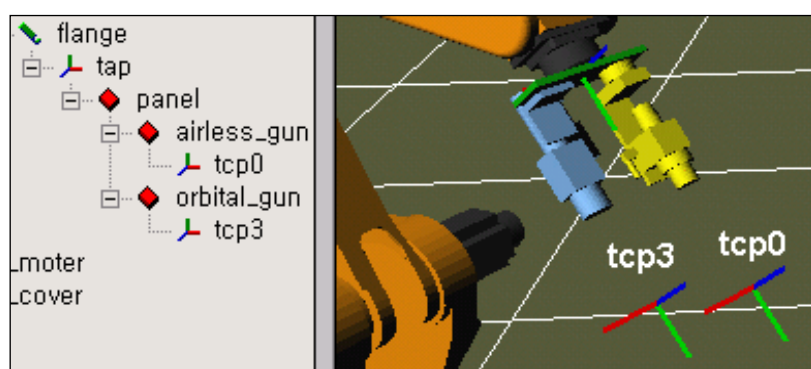 flange
tap
panel
airless_gun
tcp0
orbital_gun
tcp3
_moter
_cover
tcp3
tcp0